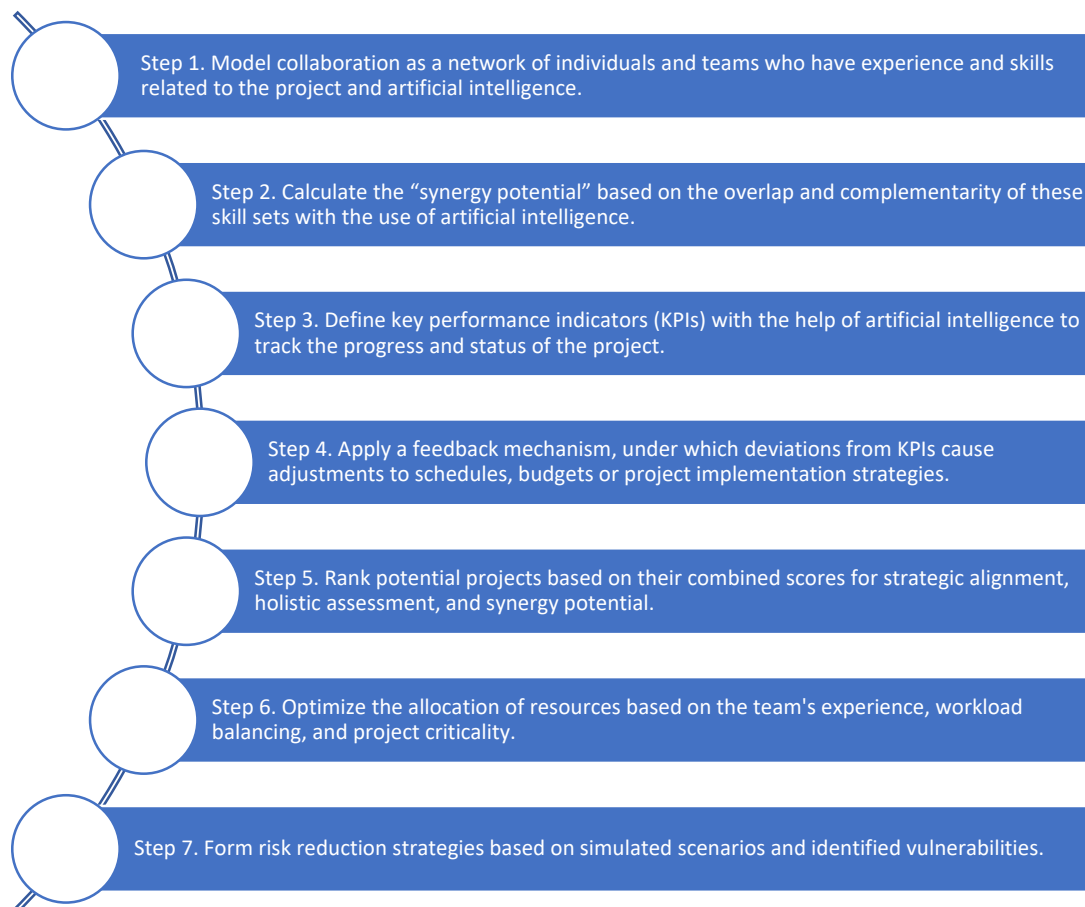 Step 1. Model collaboration as a network of individuals and teams who have experience and skills
related to the project and artificial intelligence.
Step 2. Calculate the “synergy potential” based on the overlap and complementarity of these
skill sets with the use of artificial intelligence.
Step 3. Define key performance indicators (KPIs) with the help of artificial intelligence to
track the progress and status of the project.
Step 4. Apply a feedback mechanism, under which deviations from KPIs cause
adjustments to schedules, budgets or project implementation strategies.
Step 5. Rank potential projects based on their combined scores for strategic alignment,
holistic assessment, and synergy potential.
Step 6. Optimize the allocation of resources based on the team's experience, workload
balancing, and project criticality.
Step 7. Form risk reduction strategies based on simulated scenarios and identified vulnerabilities.